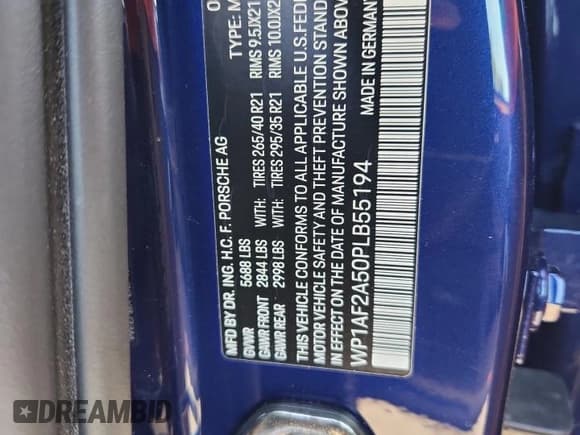 MFD BY DR. ING. H.C. F. PORSCHE AG
GVWR 5688 LBS
GAWR FRONT 2844 LBS WITH: TIRES 265/40 R21 RIMS 9.5JX21
GAWR REAR 2998 LBS WITH: TIRES 295/35 R21 RIMS 10.0JX2
THIS VEHICLE CONFORMS TO ALL APPLICABLE U.S.FEDE
MOTOR VEHICLE SAFETY AND THEFT PREVENTION STAN
IN EFFECT ON THE DATE OF MANUFACTURE SHOWN ABOV
WP1AF2A50PLB55194 MADE IN GERMANY
TYPE: M
DREAMBID